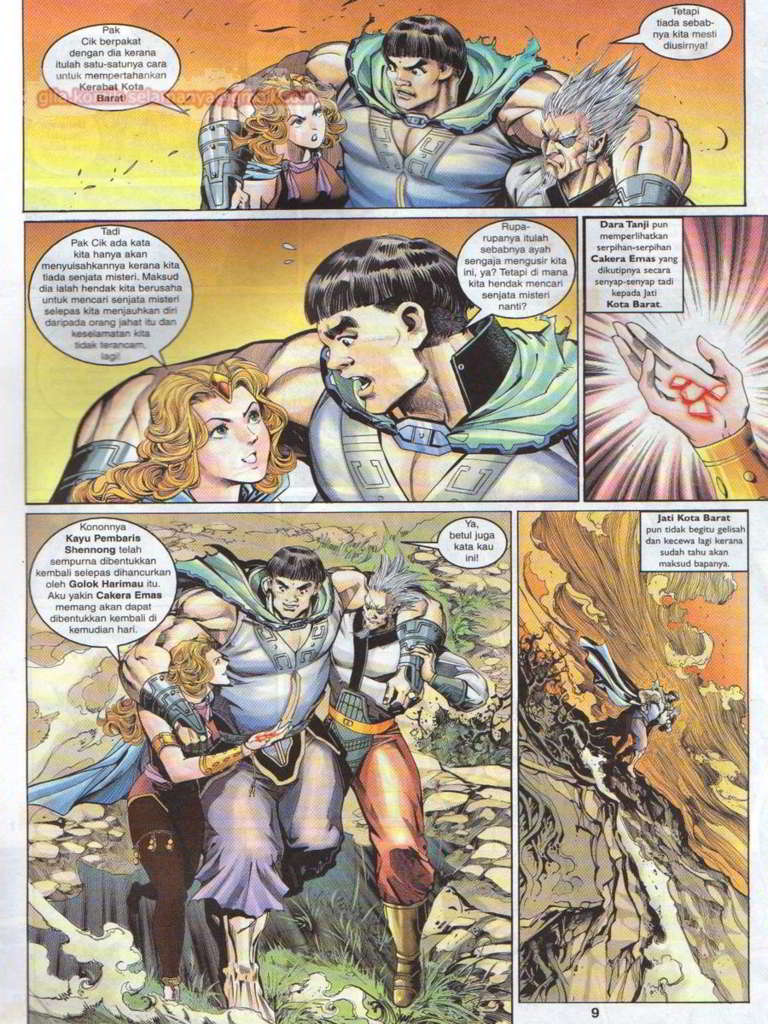 Pak
Cik berpakat
dengan dia kerana
itulah satu-satunya cara
untuk mempertahankan
Kerabat Kota
Barat!
Tetapi
tiada sebab-
nya kita mesti
diusirnya!
Tadi
Pak Cik ada kata
kita hanya akan
menyusahkannya kerana kita
tiada senjata misteri. Maksud
dia ialah hendak kita berusaha
untuk mencari senjata misteri
selepas kita menjauhkan diri
daripada orang jahat itu dan
keselamatan kita
tidak terancam,
lagi!
Rupa-
rupanya itulah
sebabnya ayah
sengaja mengusir kita
ini, ya? Tetapi di mana
kita hendak mencari
senjata misteri
nanti?
Dara Tanji pun
memperlihatkan
serpihan-serpihan
Cakera Emas yang
dikutipnya secara
senyap-senyap tadi
kepada Jati
Kota Barat.
Kononnya
Kayu Pembaris
Shennong telah
sempurna dibentukkan
kembali selepas dihancurkan
oleh Golok Harimau itu.
Aku yakin Cakera Emas
memang akan dapat
dibentukkan kembali di
kemudian hari.
Ya,
betul juga
kata kau
ini!
Jati Kota Barat
pun tidak begitu gelisah
dan kecewa lagi kerana
sudah tahu akan
maksud bapanya.
9